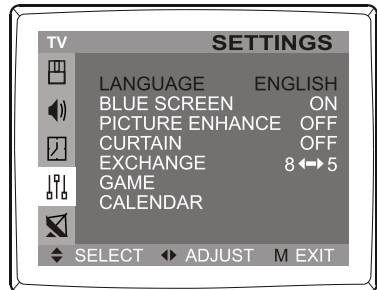 TV SETTINGS
LANGUAGE ENGLISH
BLUE SCREEN ON
PICTURE ENHANCE OFF
CURTAIN OFF
EXCHANGE 8 ↔ 5
GAME
CALENDAR
SELECT ADJUST M EXIT